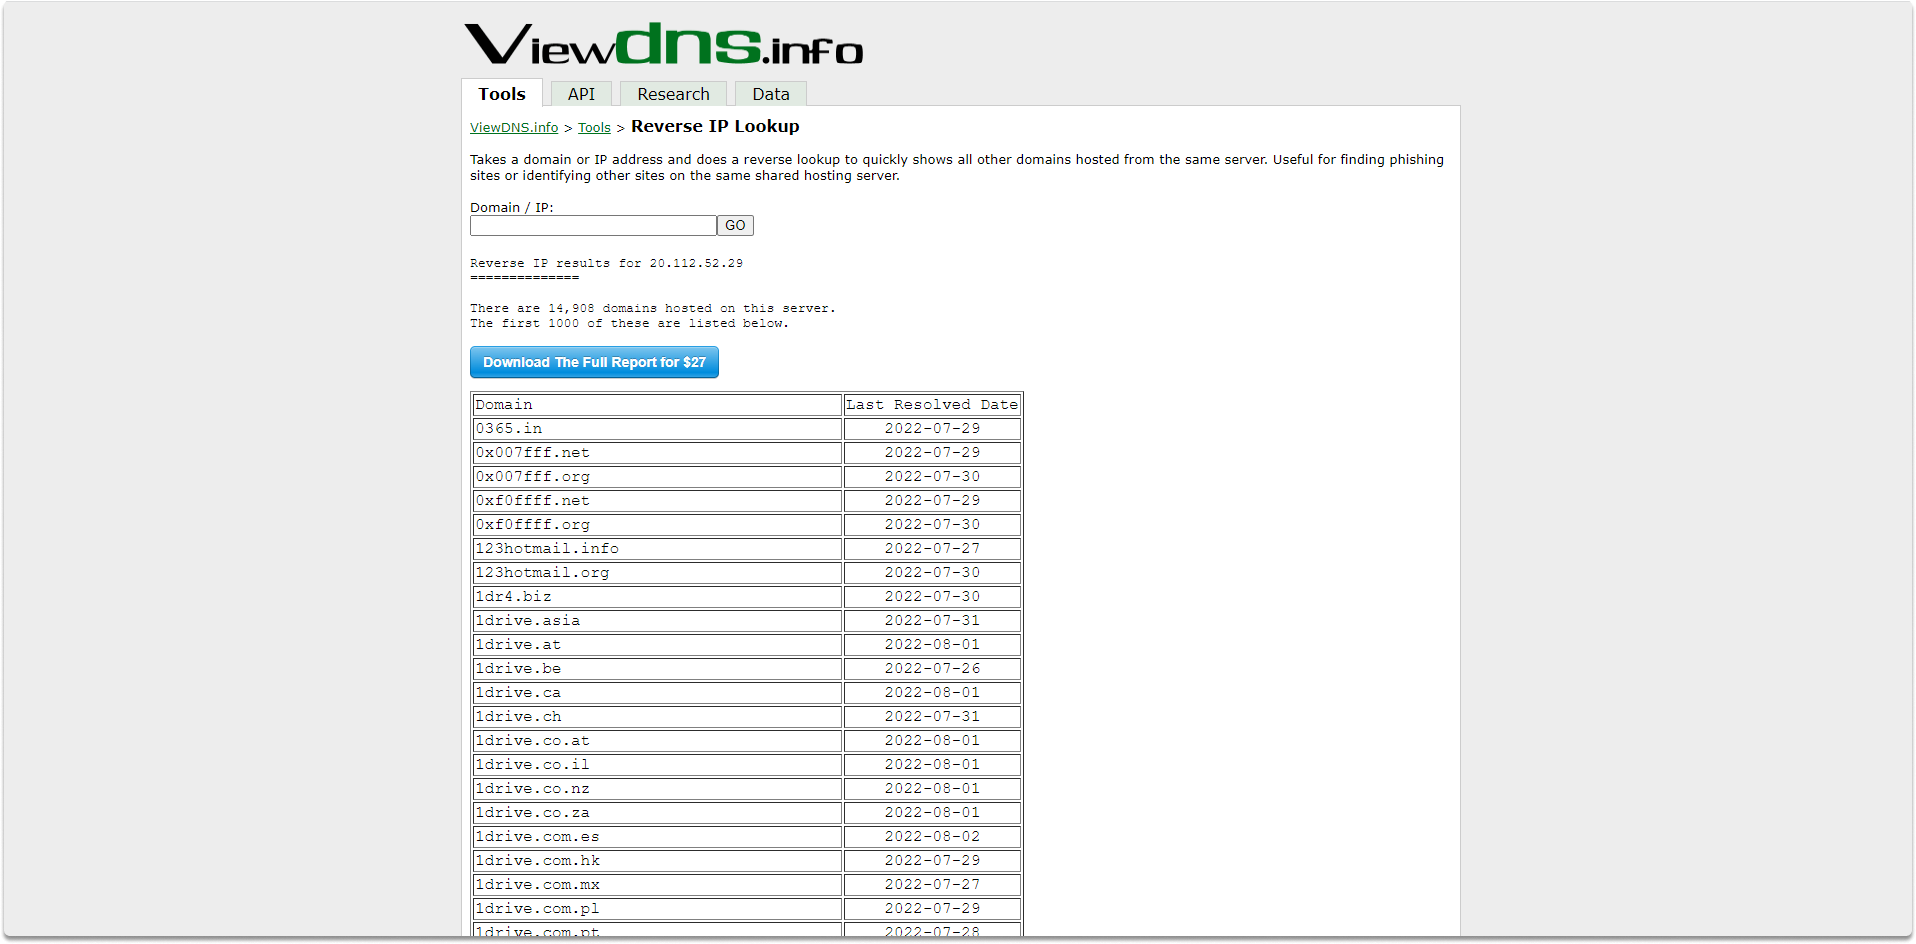 Viewdns.info
Tools API Research Data
ViewDNS.info > Tools > Reverse IP Lookup
Takes a domain or IP address and does a reverse lookup to quickly shows all other domains hosted from the same server. Useful for finding phishing
sites or identifying other sites on the same shared hosting server.
Domain / IP:
GO
Reverse IP results for 20.112.52.29
==============
There are 14,908 domains hosted on this server.
The first 1000 of these are listed below.
Download The Full Report for $27
Domain Last Resolved Date
0365.in 2022-07-29
0x007fff.net 2022-07-29
0x007fff.org 2022-07-30
0xf0ffff.net 2022-07-29
0xf0ffff.org 2022-07-30
123hotmail.info 2022-07-27
123hotmail.org 2022-07-30
1dr4.biz 2022-07-30
1drive.asia 2022-07-31
1drive.at 2022-08-01
1drive.be 2022-07-26
1drive.ca 2022-08-01
1drive.ch 2022-07-31
1drive.co.at 2022-08-01
1drive.co.il 2022-08-01
1drive.co.nz 2022-08-01
1drive.co.za 2022-08-01
1drive.com.es 2022-08-02
1drive.com.hk 2022-07-29
1drive.com.mx 2022-07-27
1drive.com.pl 2022-07-29
1drive.com.pt 2022-07-28